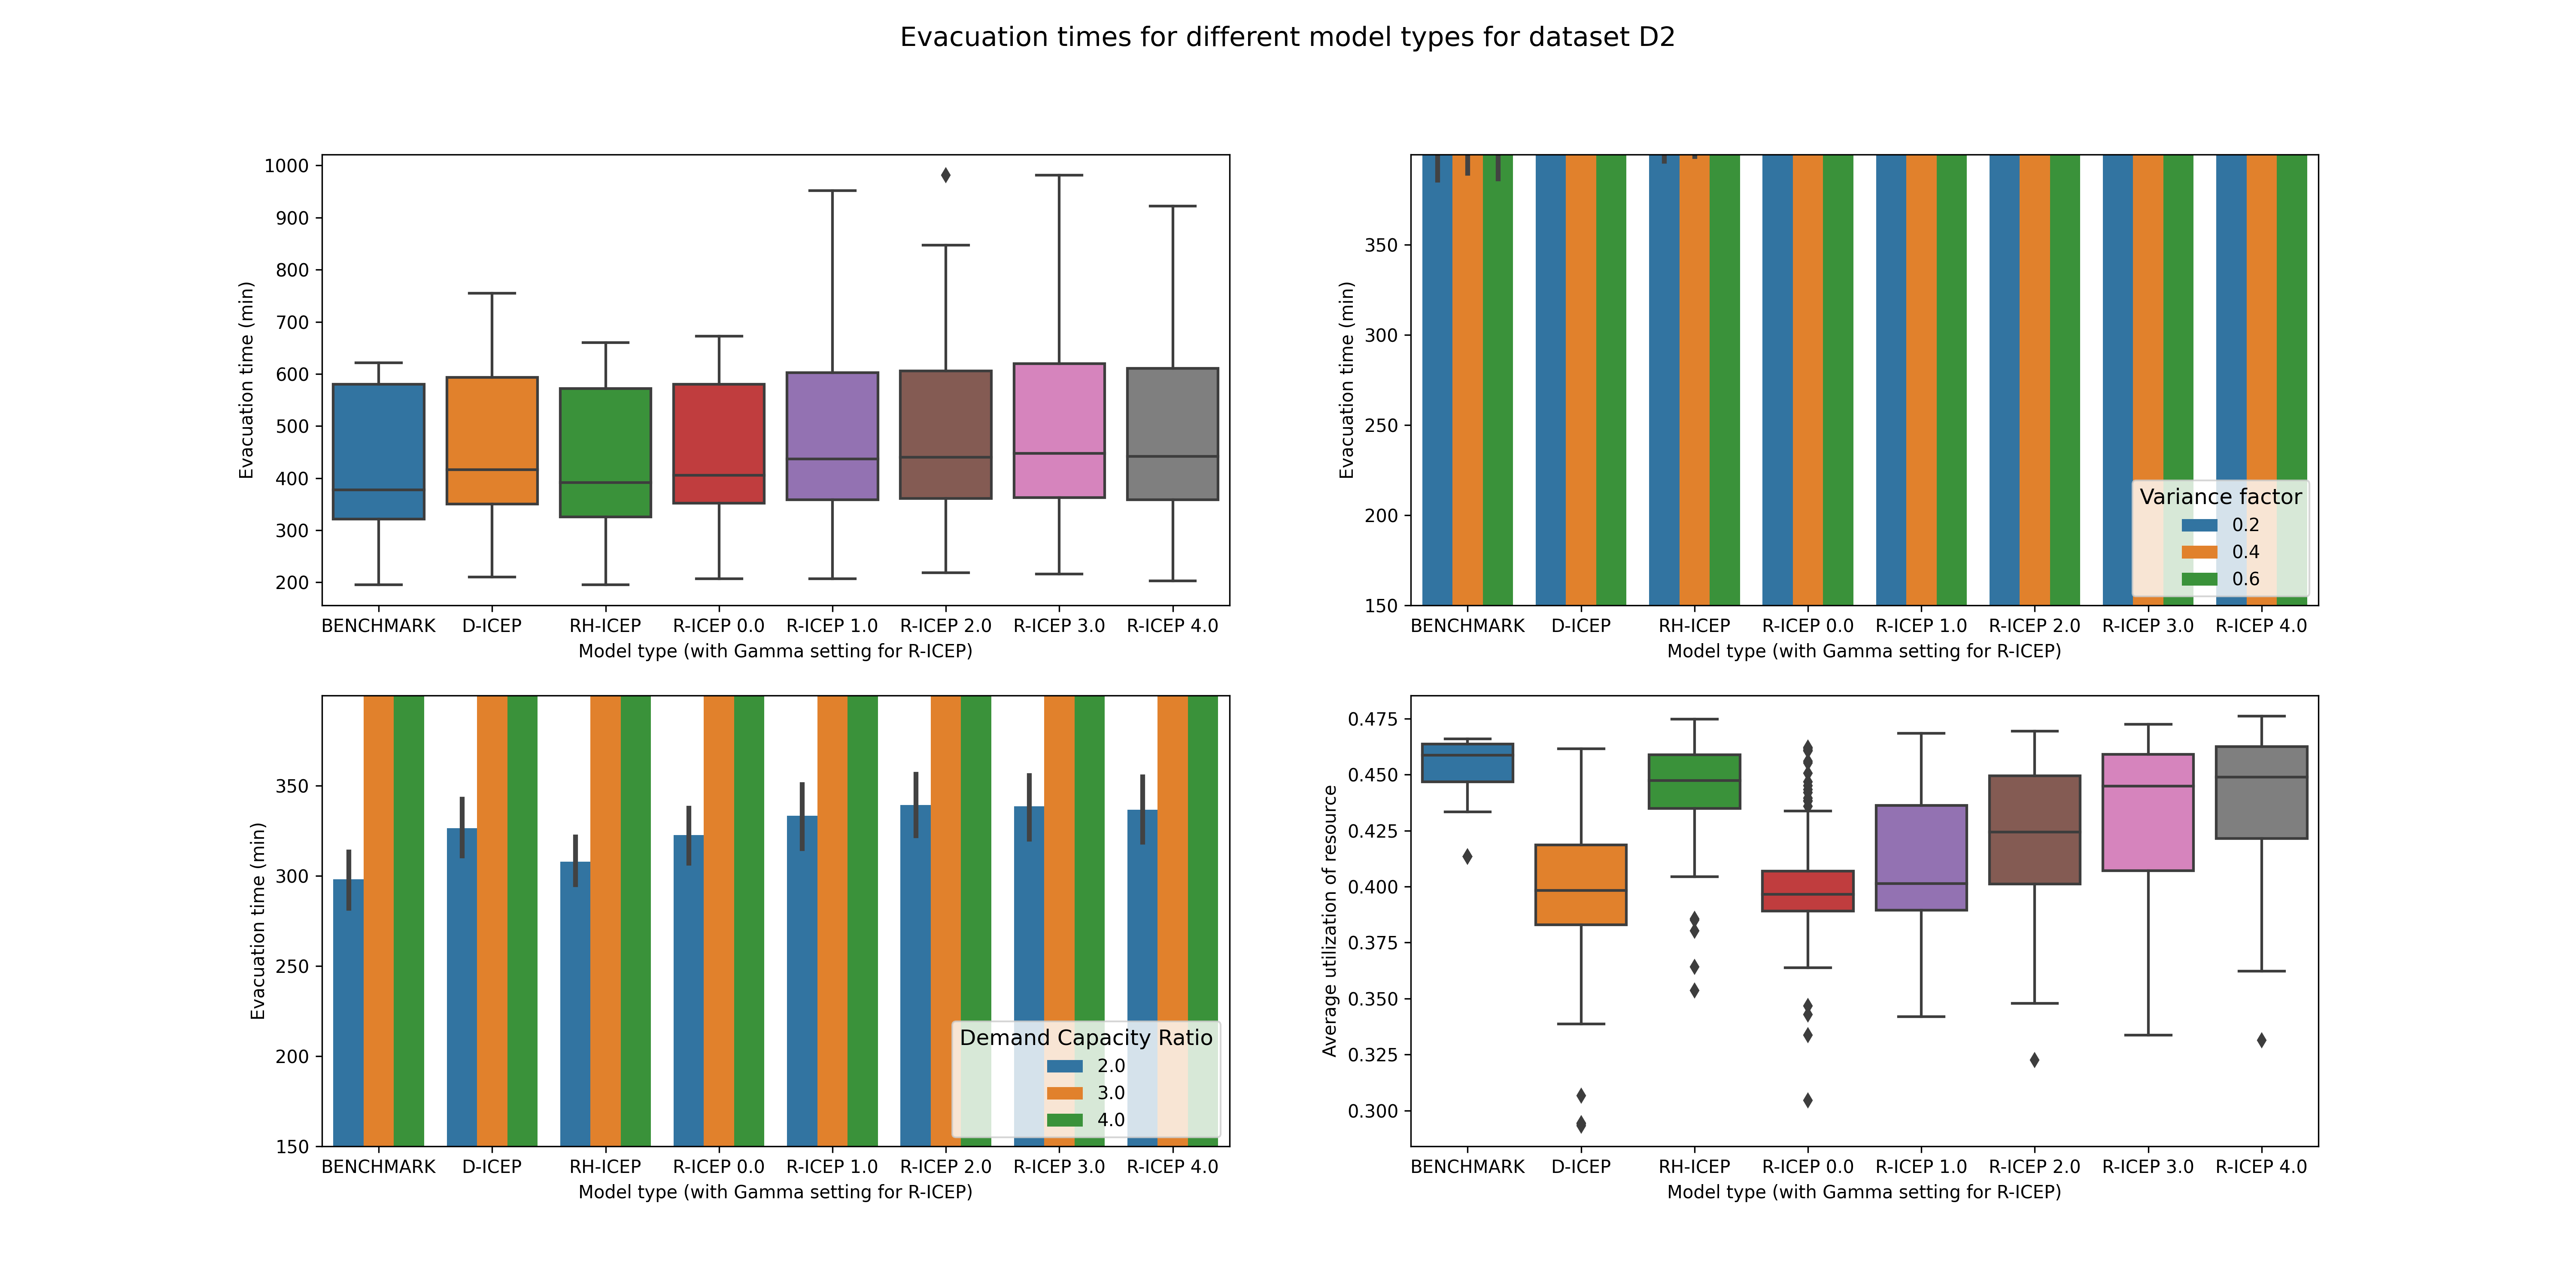 Evacuation times for different model types for dataset D2
1000
900
800
700
600
500
400
300
200
Evacuation time (min)
BENCHMARK D-ICEP RH-ICEP R-ICEP 0.0 R-ICEP 1.0 R-ICEP 2.0 R-ICEP 3.0 R-ICEP 4.0
Model type (with Gamma setting for R-ICEP)
350
300
250
200
150
Evacuation time (min)
Variance factor
0.2
0.4
0.6
BENCHMARK D-ICEP RH-ICEP R-ICEP 0.0 R-ICEP 1.0 R-ICEP 2.0 R-ICEP 3.0 R-ICEP 4.0
Model type (with Gamma setting for R-ICEP)
350
300
250
200
150
Evacuation time (min)
Demand Capacity Ratio
2.0
3.0
4.0
BENCHMARK D-ICEP RH-ICEP R-ICEP 0.0 R-ICEP 1.0 R-ICEP 2.0 R-ICEP 3.0 R-ICEP 4.0
Model type (with Gamma setting for R-ICEP)
0.475
0.450
0.425
0.400
0.375
0.350
0.325
0.300
Average utilization of resource
BENCHMARK D-ICEP RH-ICEP R-ICEP 0.0 R-ICEP 1.0 R-ICEP 2.0 R-ICEP 3.0 R-ICEP 4.0
Model type (with Gamma setting for R-ICEP)